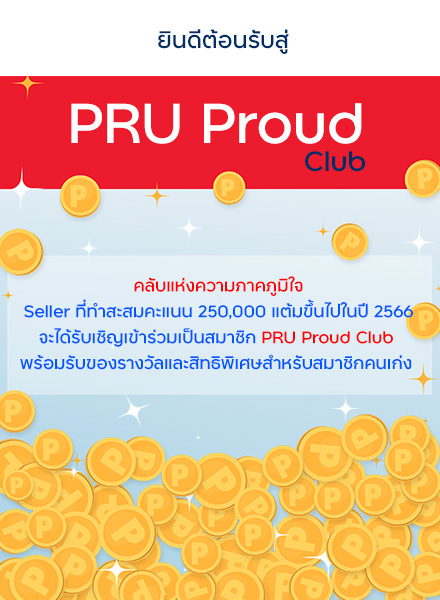 ยินดีต้อนรับสู่
PRU Proud
Club
คลับแห่งความภาคภูมิใจ
Seller ที่ทำสะสมคะแนน 250,000 แต้มขึ้นไปในปี 2566
จะได้รับเชิญเข้าร่วมเป็นสมาชิก PRU Proud Club
พร้อมรับของรางวัลและสิทธิพิเศษสำหรับสมาชิกคนเก่ง